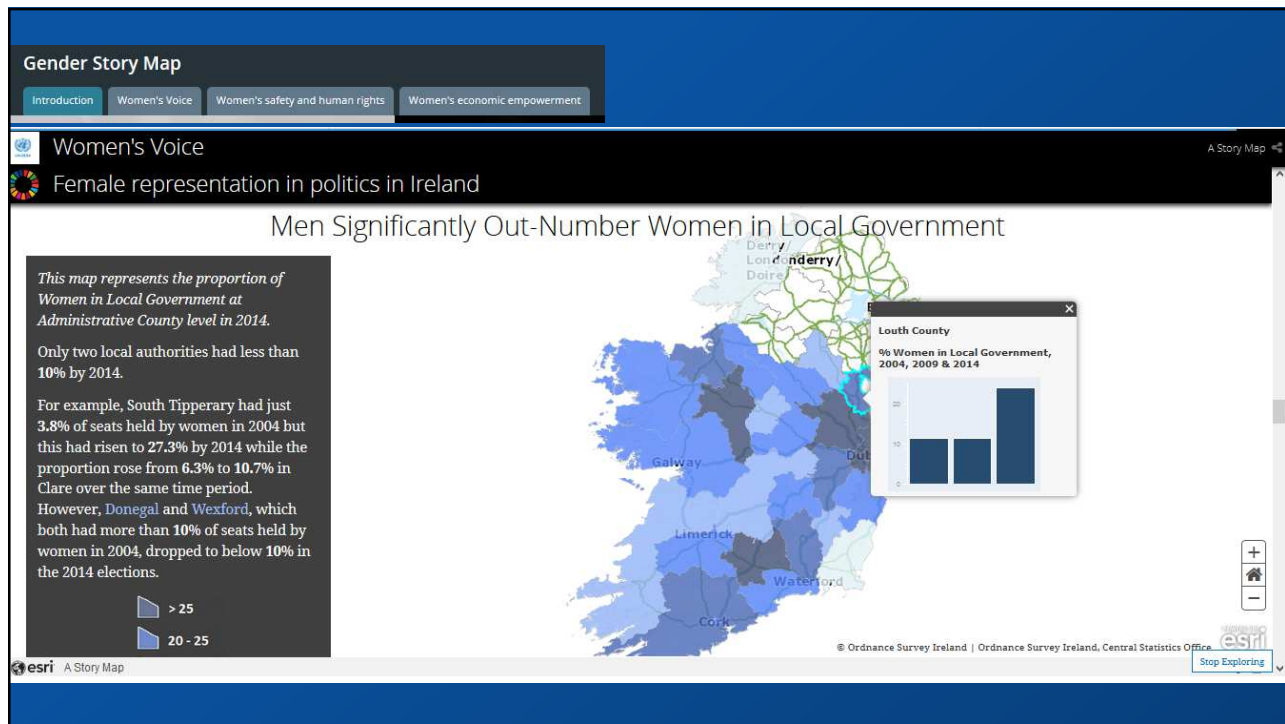 Gender Story Map
Introduction
Women's Voice
Women's safety and human rights
Women's economic empowerment
Women's Voice
A Story Map
Female representation in politics in Ireland
Men Significantly Out-Number Women in Local Government
This map represents the proportion of
Women in Local Government at
Administrative County level in 2014.
Only two local authorities had less than
10% by 2014.
For example, South Tipperary had just
3.8% of seats held by women in 2004 but
this had risen to 27.3% by 2014 while the
proportion rose from 6.3% to 10.7% in
Clare over the same time period.
However, Donegal and Wexford, which
both had more than 10% of seats held by
women in 2004, dropped to below 10% in
the 2014 elections.
> 25
20 - 25
Derry/
Londonderry/
Doire
Galway
Limerick
Waterford
Cork
Louth County
% Women in Local Government,
2004, 2009 & 2014
20
10
0
+
−
© Ordnance Survey Ireland | Ordnance Survey Ireland, Central Statistics Office
esri
Stop Exploring
esri A Story Map